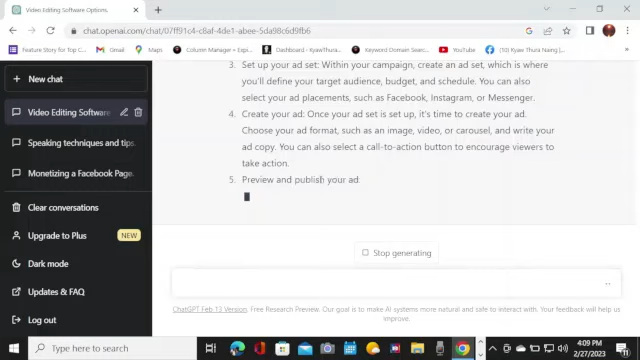 Video Editing Software Options.
chat.openai.com/chat/07ff91c4-c8af-4de1-abee-5da98c6d9fb6
Feature Story for Top C...
Gmail
Maps
Column Manager – Expi...
Dashboard ‹ KyawThura...
Keyword Domain Searc...
YouTube
(10) Kyaw Thura Naing (...
New chat
Video Editing Software
Speaking techniques and tips.
Monetizing a Facebook Page.
Clear conversations
Upgrade to Plus
NEW
Dark mode
Updates & FAQ
Log out
3. Set up your ad set: Within your campaign, create an ad set, which is where
you'll define your target audience, budget, and schedule. You can also
select your ad placements, such as Facebook, Instagram, or Messenger.
4. Create your ad: Once your ad set is set up, it's time to create your ad.
Choose your ad format, such as an image, video, or carousel, and write your
ad copy. You can also select a call-to-action button to encourage viewers to
take action.
5. Preview and publish your ad:
Stop generating
ChatGPT Feb 13 Version. Free Research Preview. Our goal is to make AI systems more natural and safe to interact with. Your feedback will help us
improve.
Type here to search
4:09 PM
2/27/2023